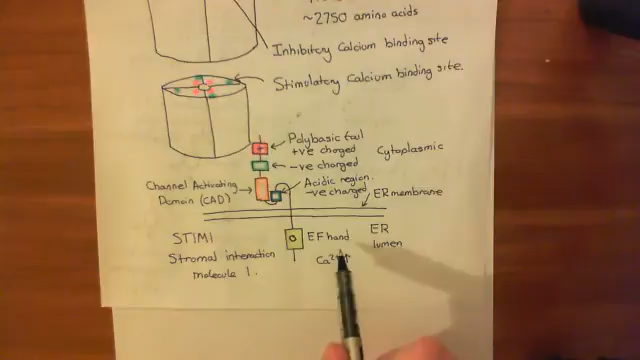 ~2750 amino acids
Inhibitory Calcium binding site
Stimulatory Calcium binding site.
Polybasic tail
+ve charged
Cytoplasmic
-ve charged
Channel Activating
Domain (CAD)
Acidic region.
-ve charged
ER membrane
STIM1
Stromal interaction
molecule 1.
EF hand
ER
lumen